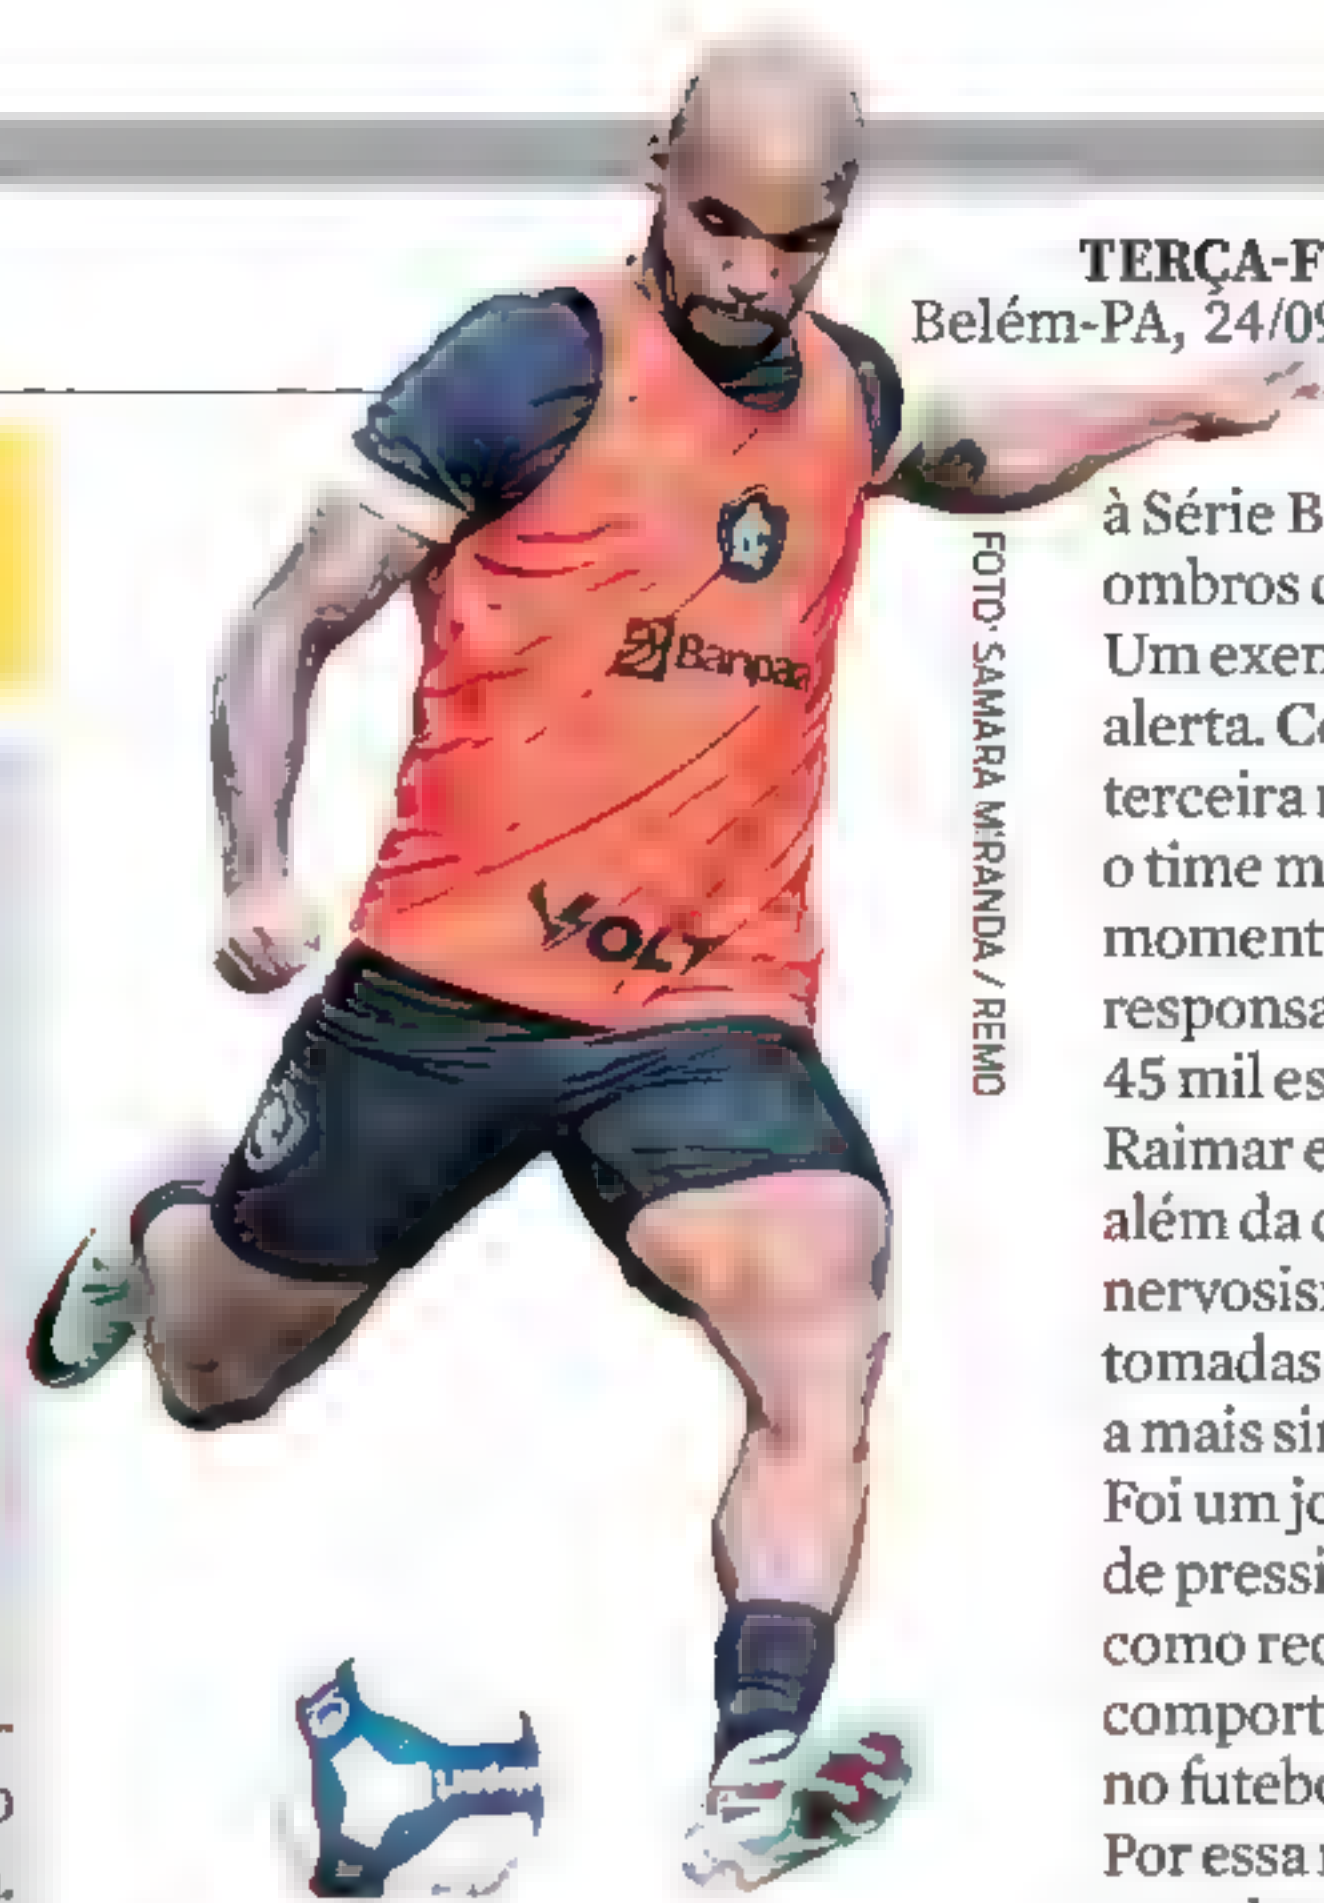 TERÇA-F
Belém-PA, 24/09
à Série B
ombros
Um exem
alerta. Co
terceira
o time m
moment
responsa
45 mil es
Raimar e
além da
nervosis
tomadas
a mais si
Foi um jo
de pressi
como rec
comport
no futebo
Por essa
FOTO: SAMARA MIRANDA / REMO
Banpará
VOLT